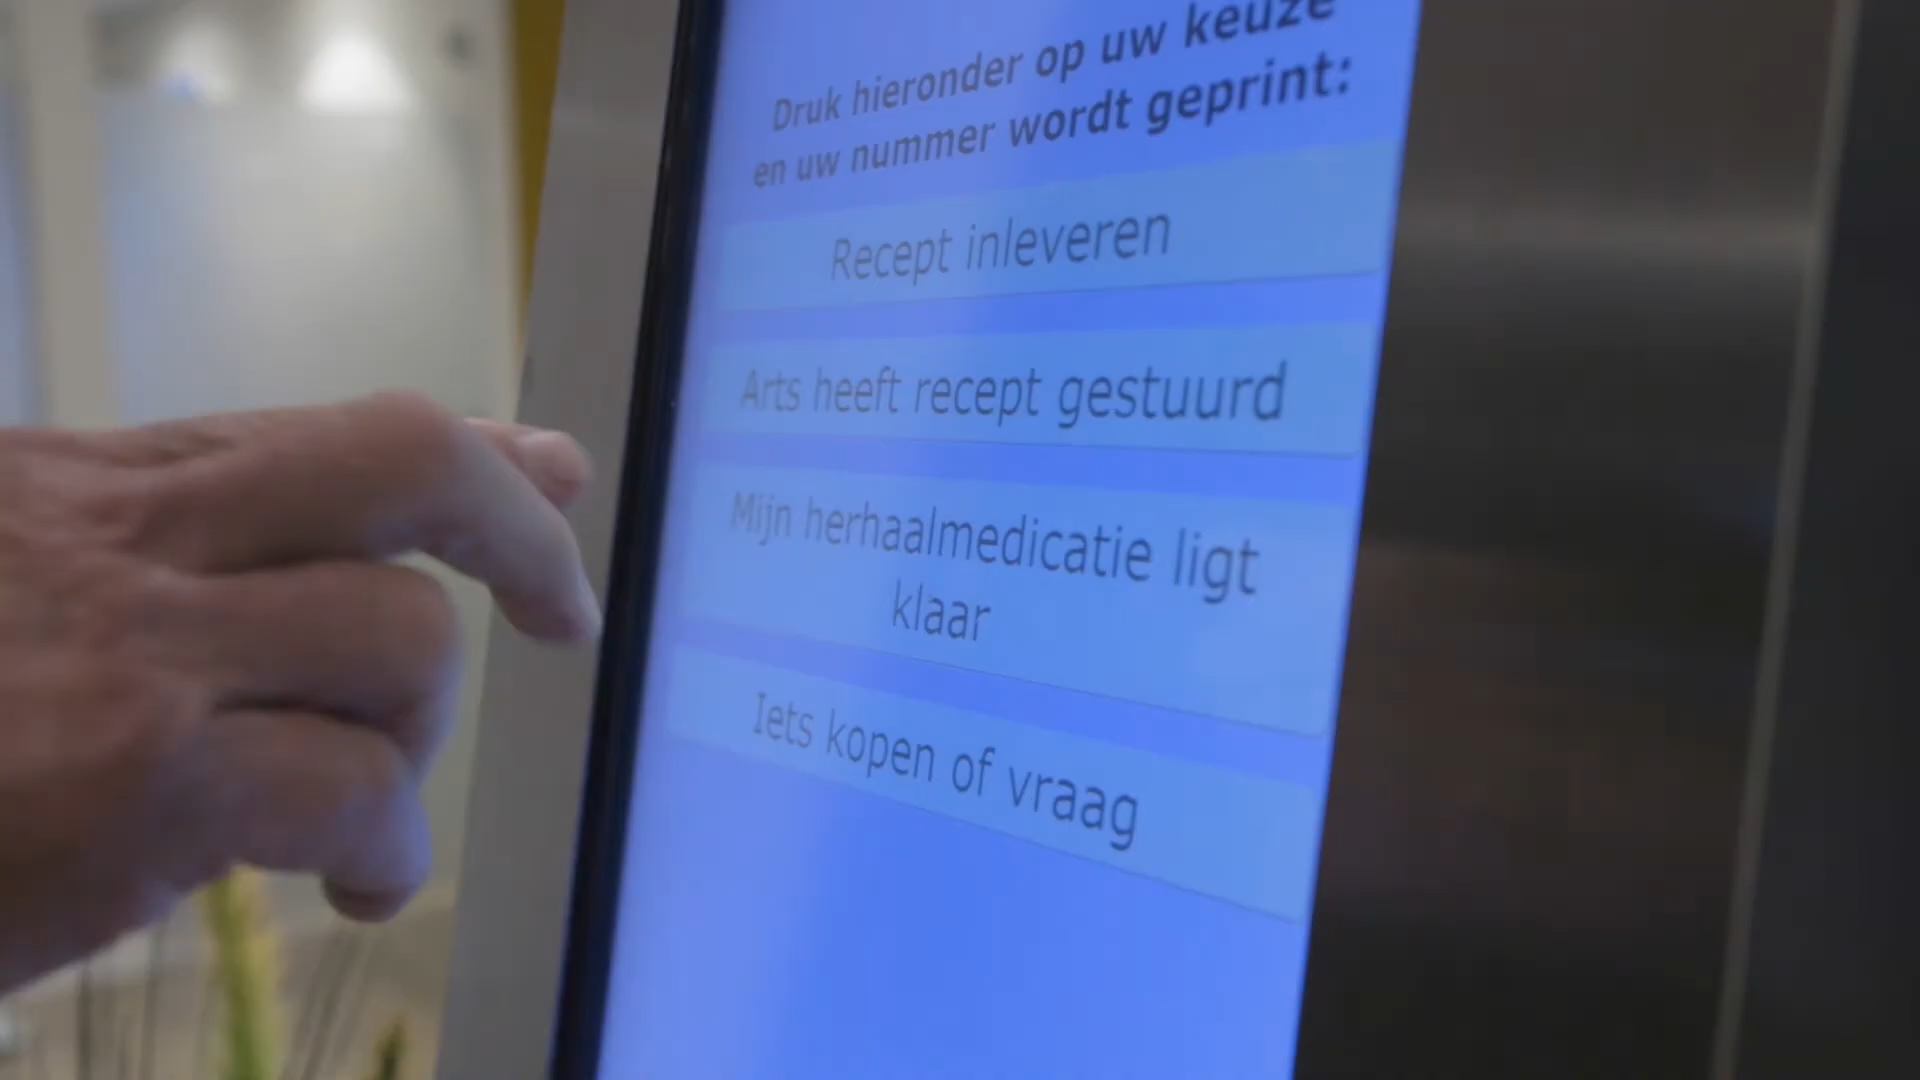 Druk hieronder op uw keuze
en uw nummer wordt geprint:
Recept inleveren
Arts heeft recept gestuurd
Mijn herhaalmedicatie ligt
klaar
Iets kopen of vraag